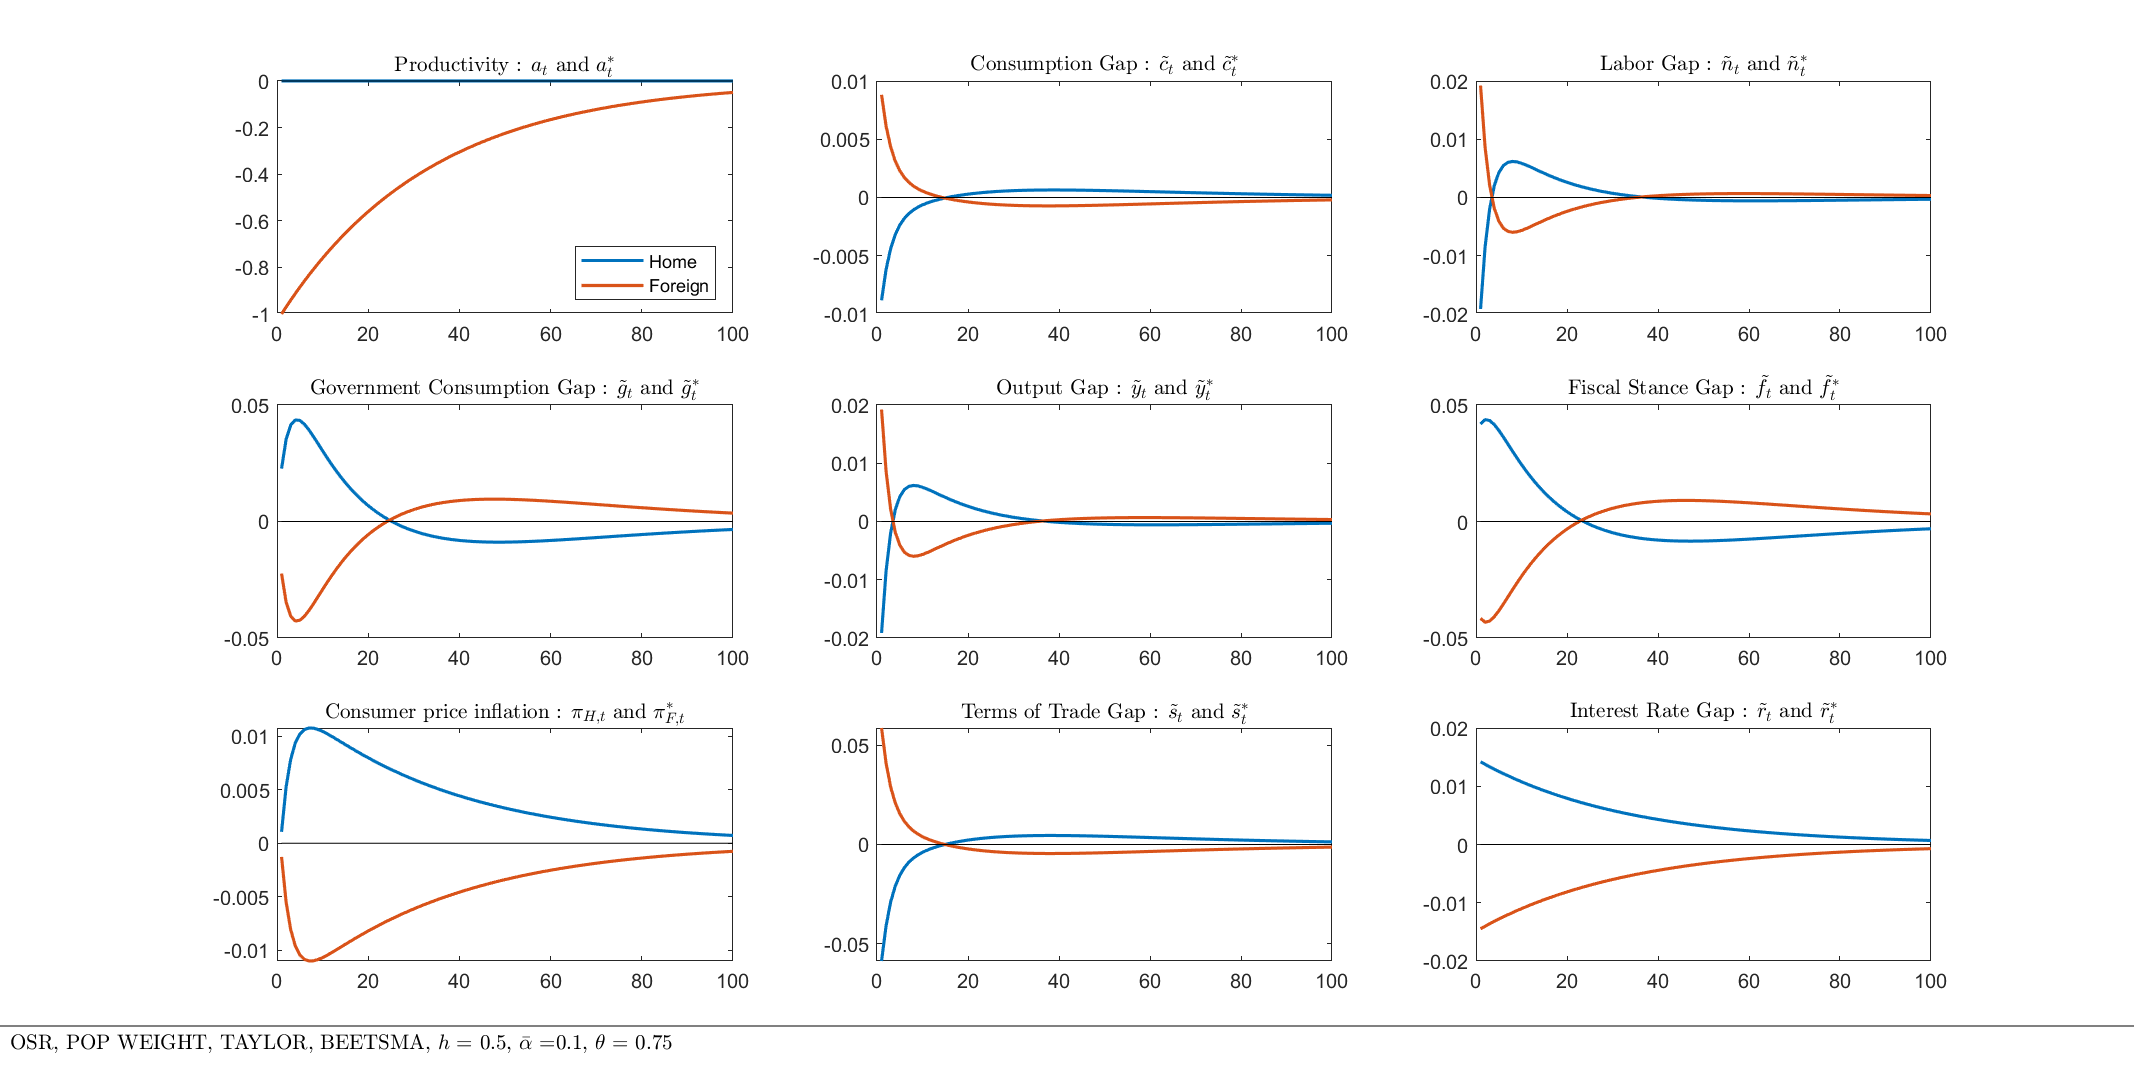 Productivity : a_t and a_t^*
0
-0.2
-0.4
-0.6
-0.8
-1
0 20 40 60 80 100
Home
Foreign
Consumption Gap : c̃_t and c̃_t^*
0.01
0.005
0
-0.005
-0.01
0 20 40 60 80 100
Labor Gap : ñ_t and ñ_t^*
0.02
0.01
0
-0.01
-0.02
0 20 40 60 80 100
Government Consumption Gap : g̃_t and g̃_t^*
0.05
0
-0.05
0 20 40 60 80 100
Output Gap : ỹ_t and ỹ_t^*
0.02
0.01
0
-0.01
-0.02
0 20 40 60 80 100
Fiscal Stance Gap : f̃_t and f̃_t^*
0.05
0
-0.05
0 20 40 60 80 100
Consumer price inflation : π_{H,t} and π_{F,t}^*
0.01
0.005
0
-0.005
-0.01
0 20 40 60 80 100
Terms of Trade Gap : s̃_t and s̃_t^*
0.05
0
-0.05
0 20 40 60 80 100
Interest Rate Gap : r̃_t and r̃_t^*
0.02
0.01
0
-0.01
-0.02
0 20 40 60 80 100
OSR, POP WEIGHT, TAYLOR, BEETSMA, h = 0.5, ᾱ =0.1, θ = 0.75